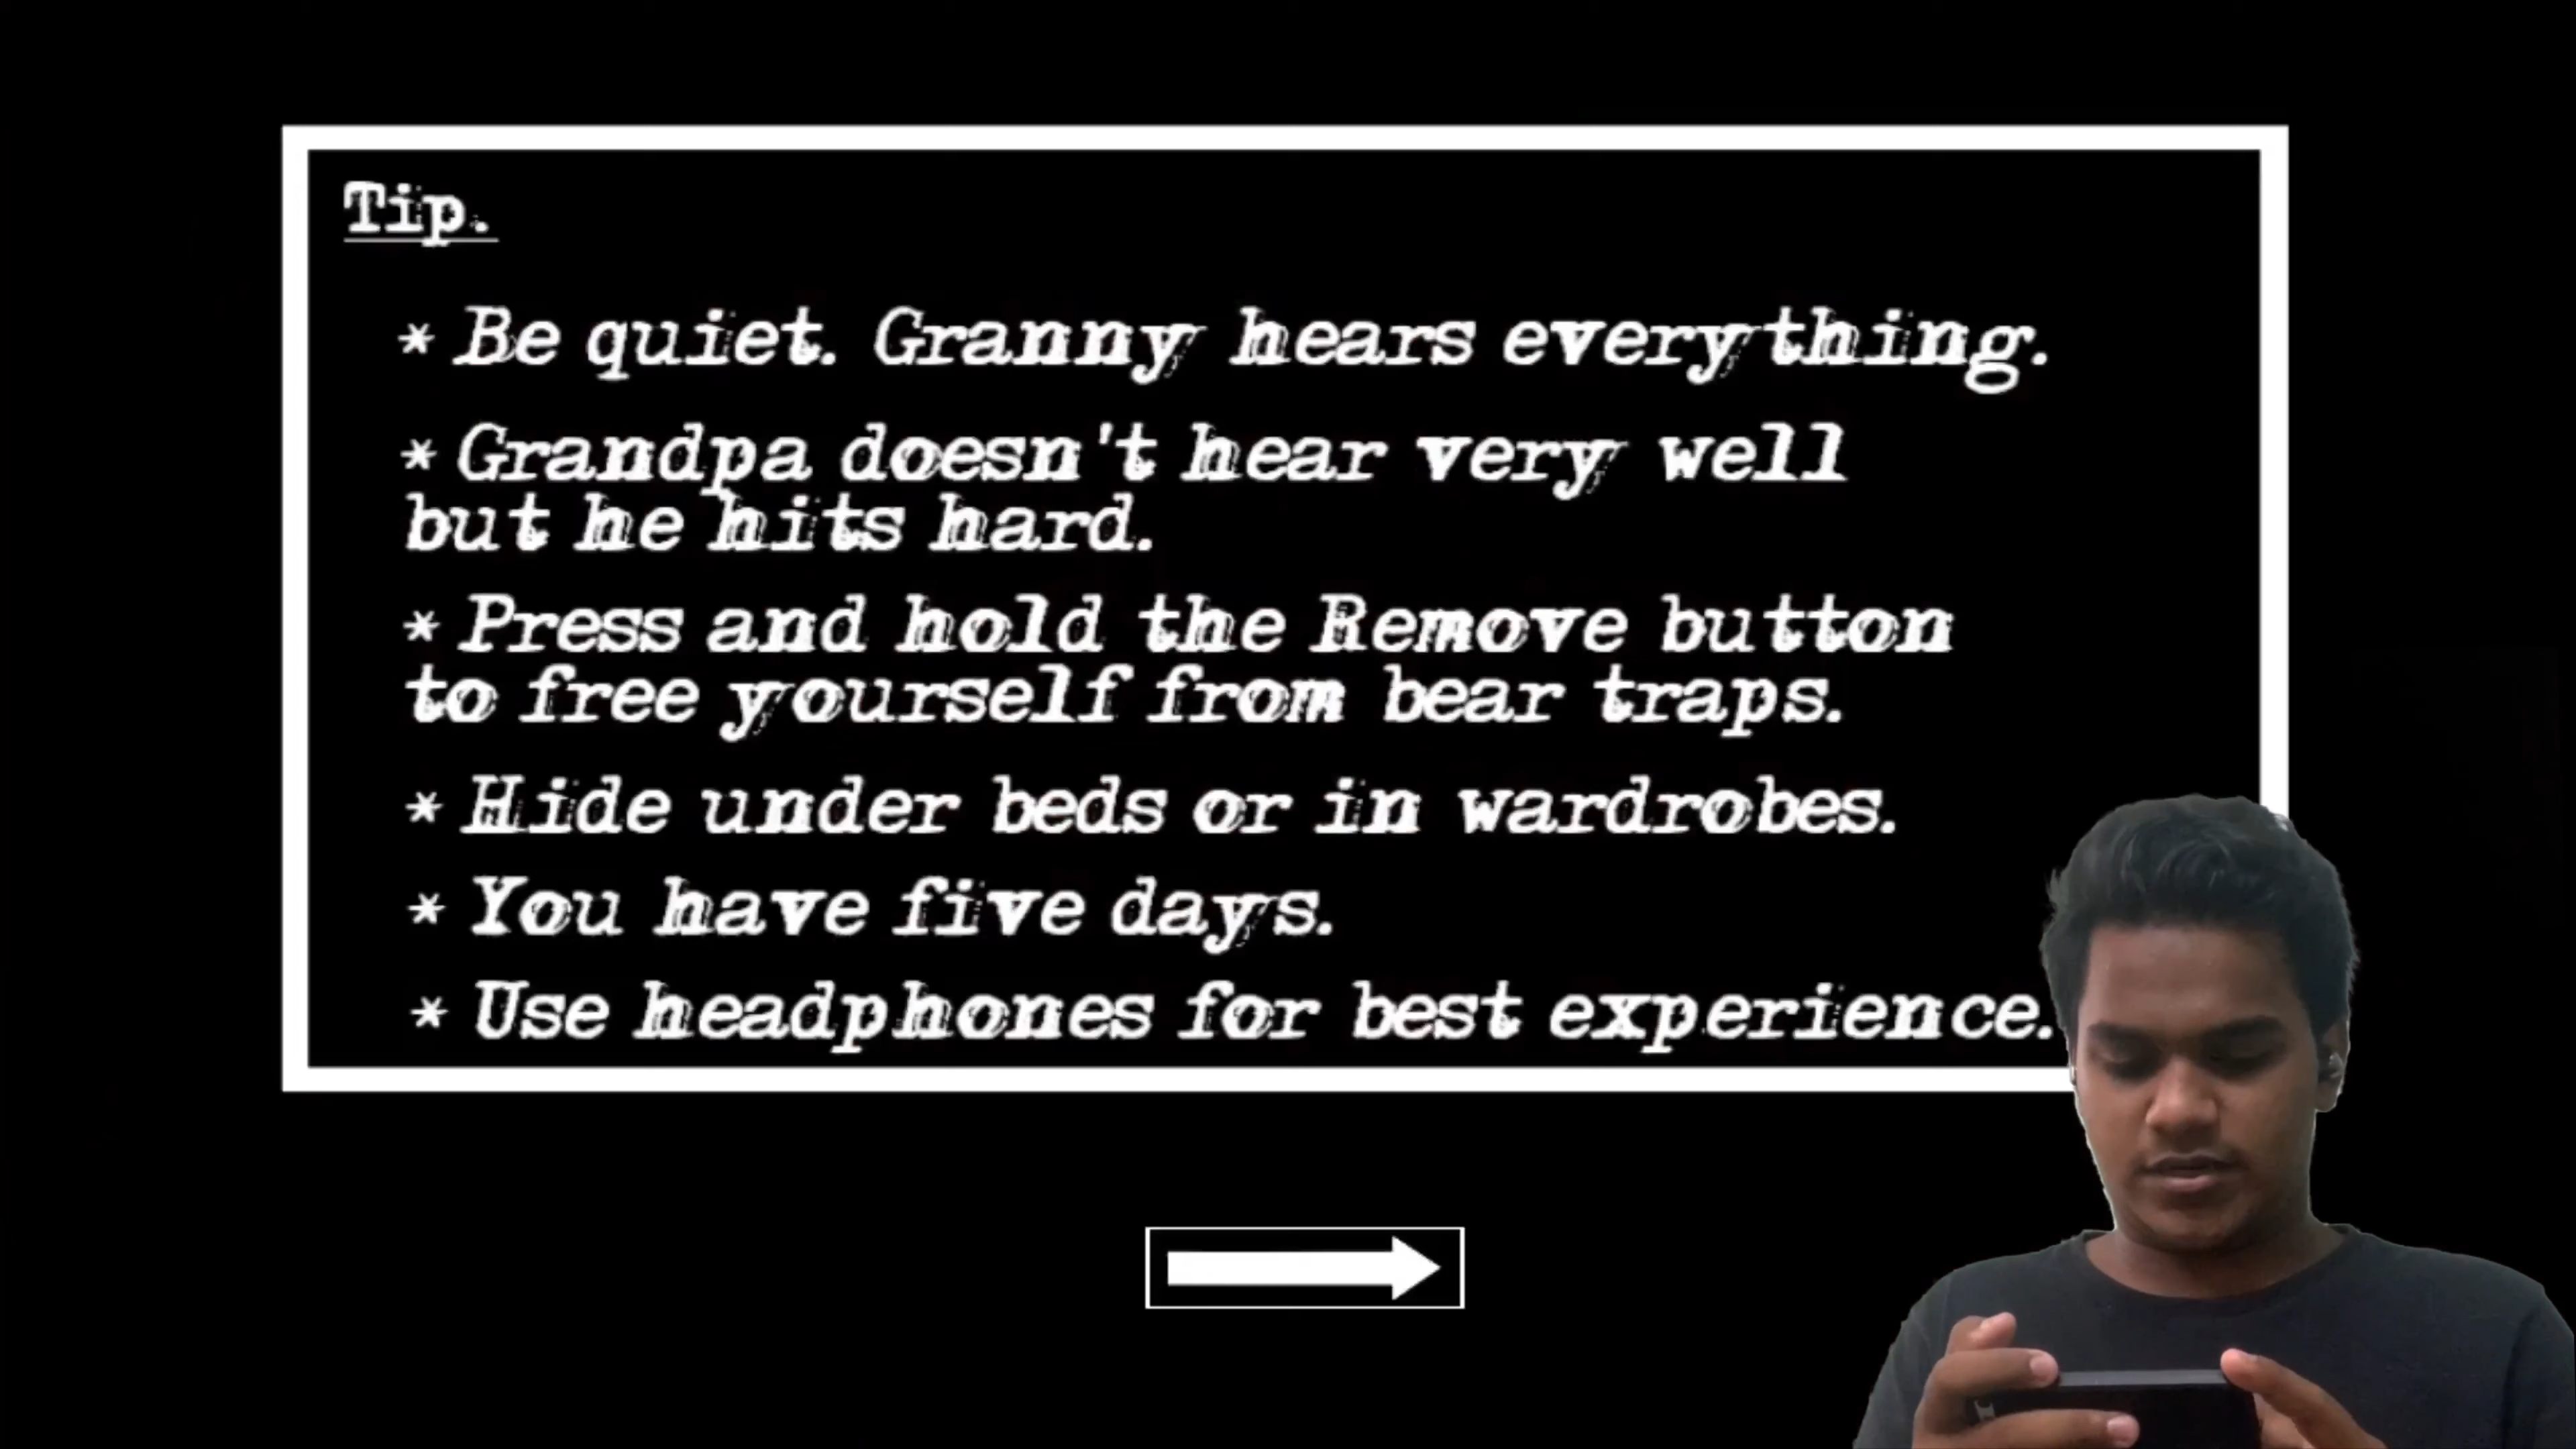 Tip.
* Be quiet. Granny hears everything.
* Grandpa doesn't hear very well
but he hits hard.
* Press and hold the Remove button
to free yourself from bear traps.
* Hide under beds or in wardrobes.
* You have five days.
* Use headphones for best experience.